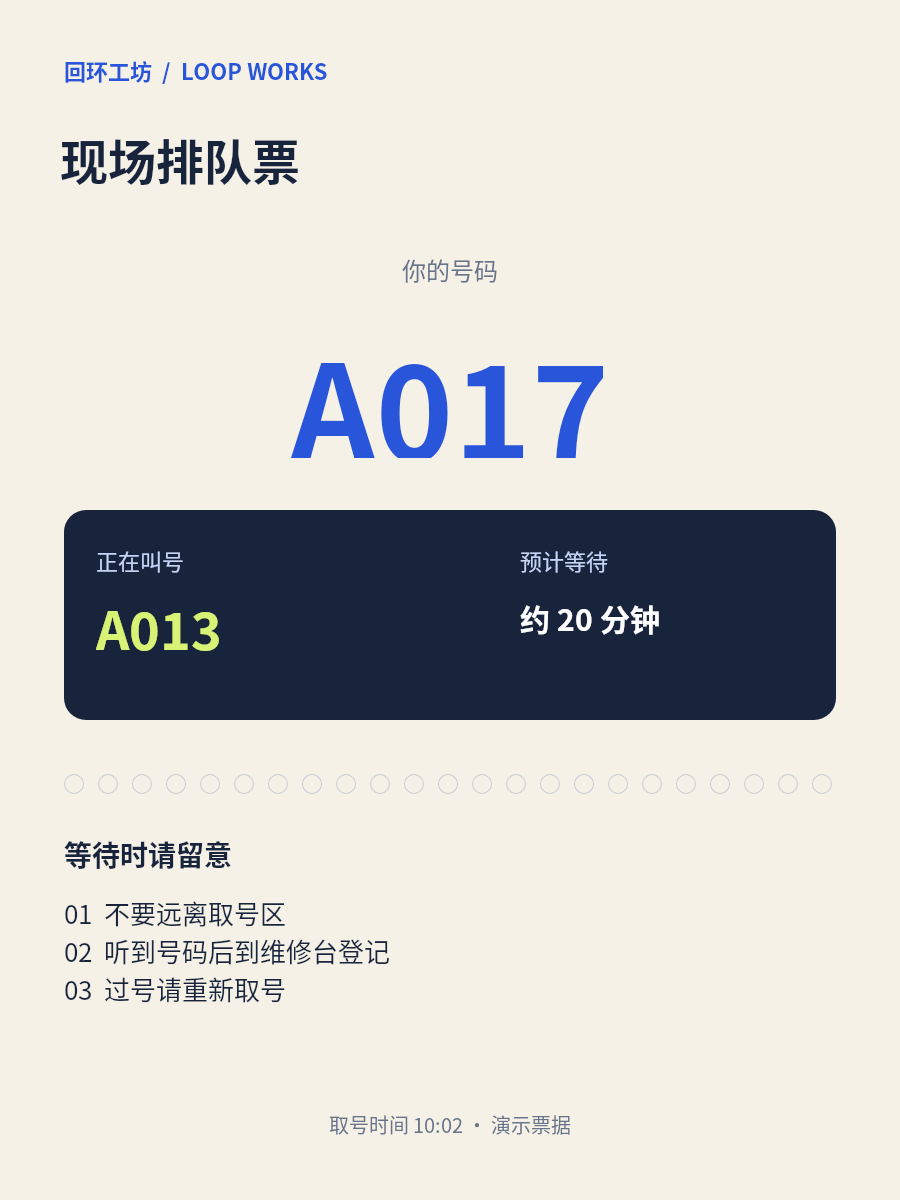 回环工坊 / LOOP WORKS
现场排队票
你的号码
A017
正在叫号
预计等待
A013
约 20 分钟
等待时请留意
01 不要远离取号区
02 听到号码后到维修台登记
03 过号请重新取号
取号时间 10:02 · 演示票据